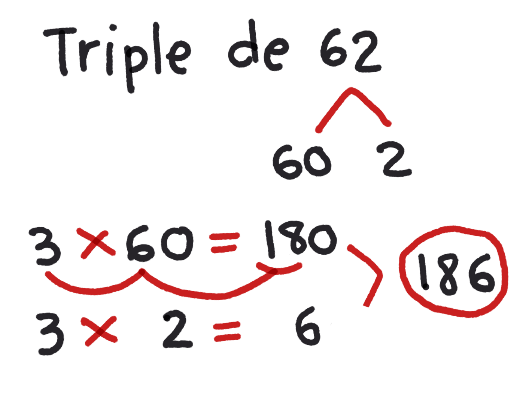 Triple de 62
60 2
3 × 60 = 180
186
3 × 2 = 6